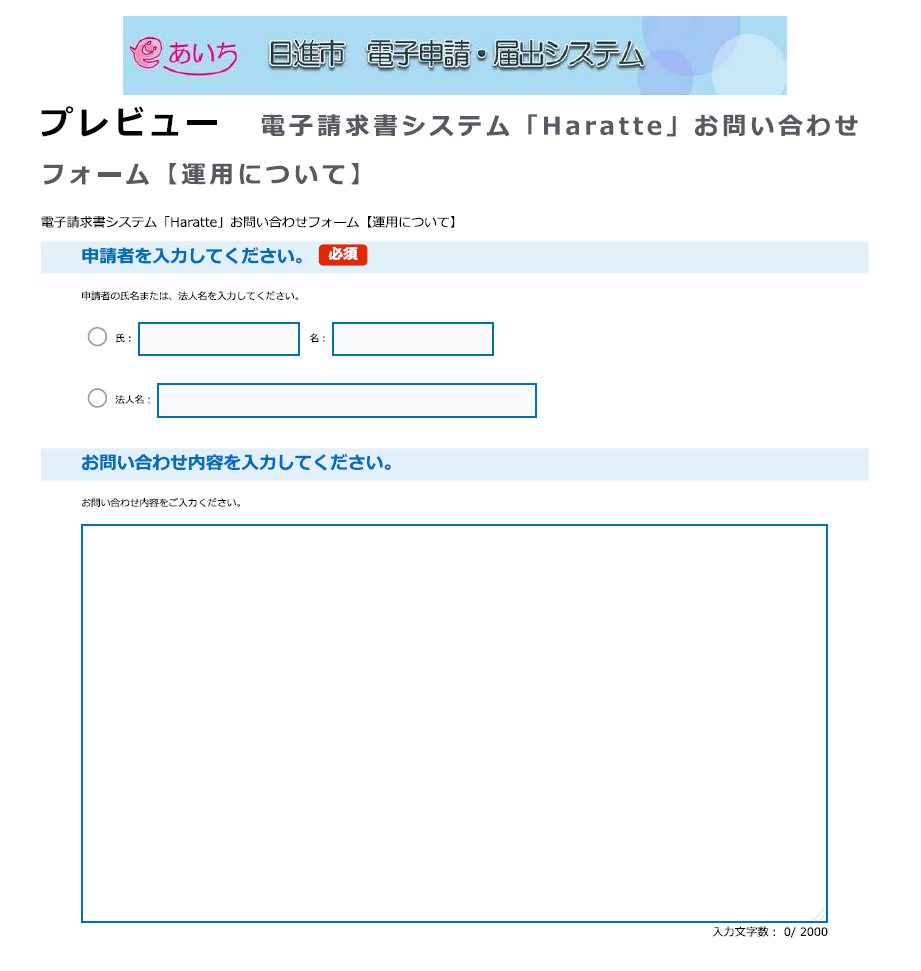 あいち 日進市 電子申請・届出システム
プレビュー 電子請求書システム「Haratte」お問い合わせ
フォーム【運用について】
電子請求書システム「Haratte」お問い合わせフォーム【運用について】
申請者を入力してください。 必須
申請者の氏名または、法人名を入力してください。
氏： 名：
法人名：
お問い合わせ内容を入力してください。
お問い合わせ内容をご入力ください。
入力文字数： 0/ 2000